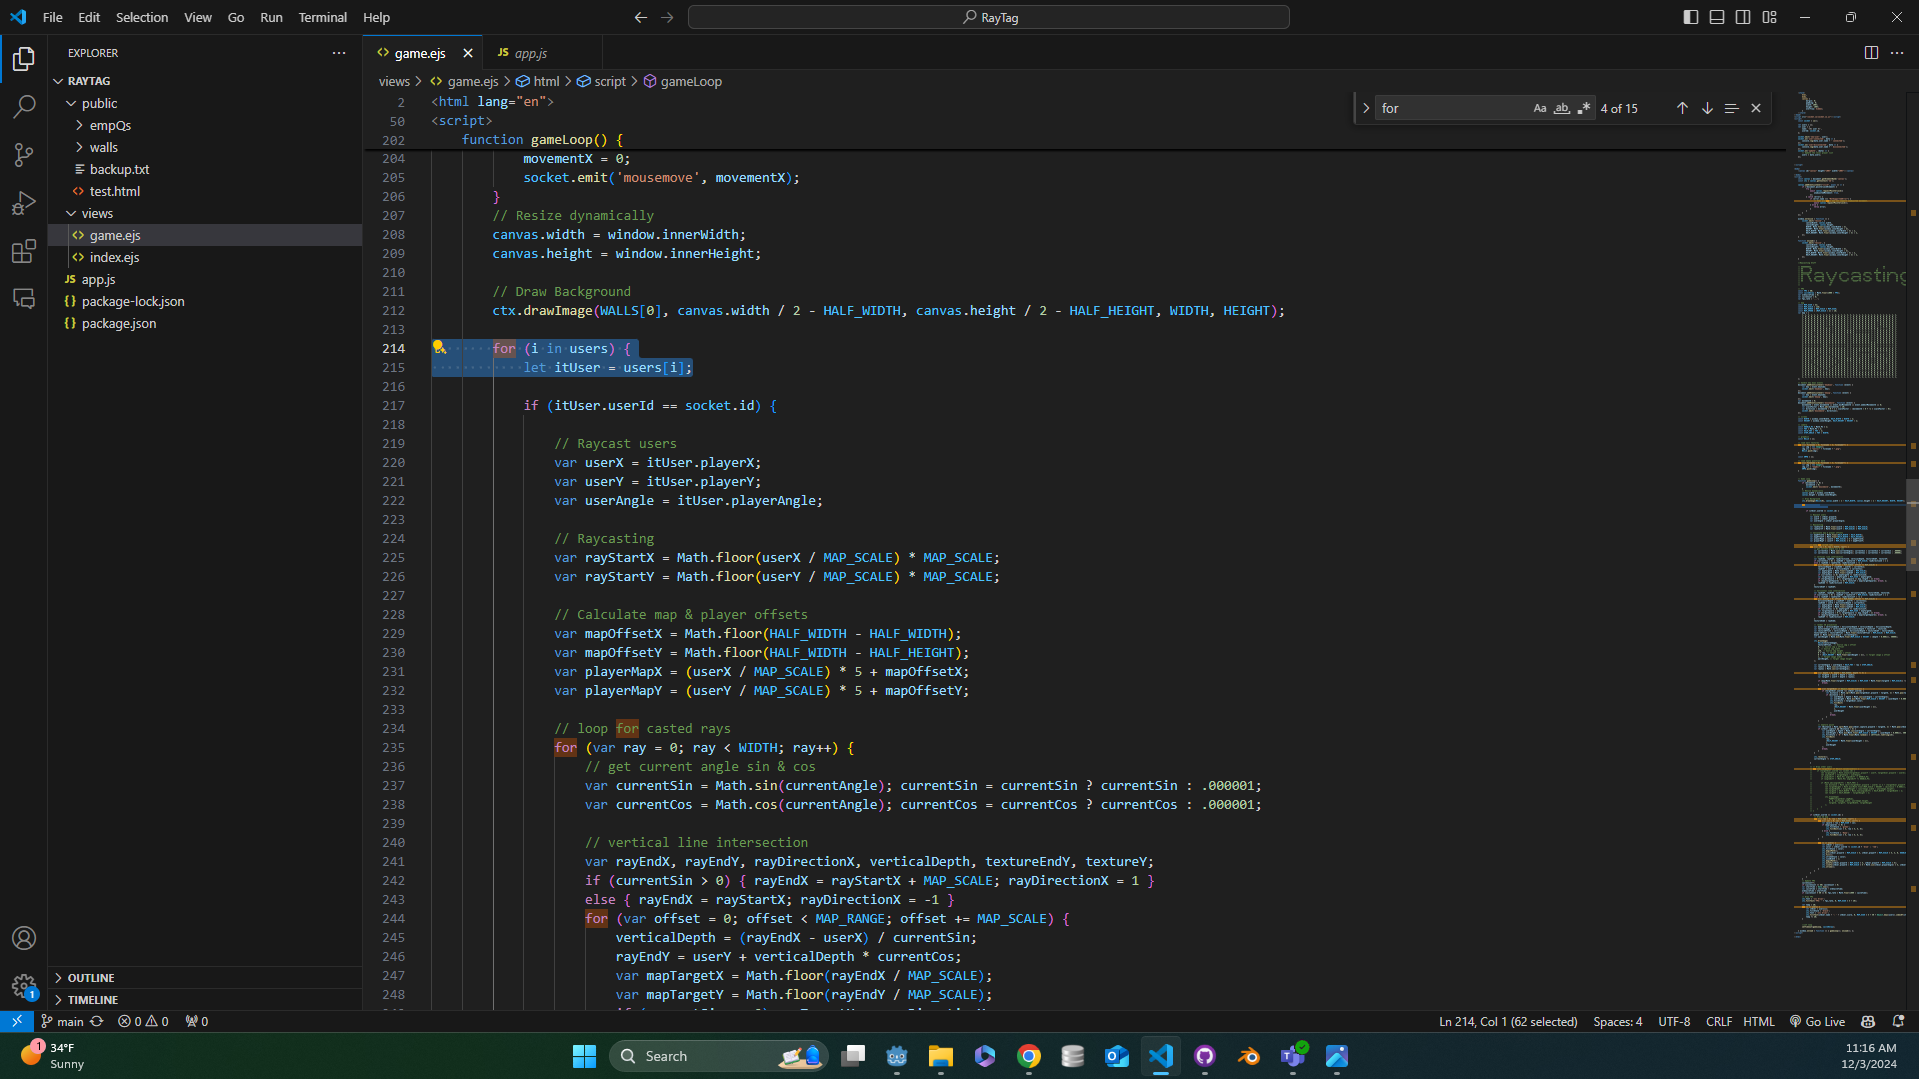 File Edit Selection View Go Run Terminal Help
RayTag
EXPLORER
RAYTAG
public
empQs
walls
backup.txt
test.html
views
game.ejs
index.ejs
JS app.js
{} package-lock.json
{} package.json
OUTLINE
TIMELINE
game.ejs
JS app.js
views > game.ejs > html > script > gameLoop
for
Aa ab .* 4 of 15
2 <html lang="en">
50 <script>
202 function gameLoop() {
204 movementX = 0;
205 socket.emit('mousemove', movementX);
206 }
207 // Resize dynamically
208 canvas.width = window.innerWidth;
209 canvas.height = window.innerHeight;
210
211 // Draw Background
212 ctx.drawImage(WALLS[0], canvas.width / 2 - HALF_WIDTH, canvas.height / 2 - HALF_HEIGHT, WIDTH, HEIGHT);
213
214 for (i in users) {
215 let itUser = users[i];
216
217 if (itUser.userId == socket.id) {
218
219 // Raycast users
220 var userX = itUser.playerX;
221 var userY = itUser.playerY;
222 var userAngle = itUser.playerAngle;
223
224 // Raycasting
225 var rayStartX = Math.floor(userX / MAP_SCALE) * MAP_SCALE;
226 var rayStartY = Math.floor(userY / MAP_SCALE) * MAP_SCALE;
227
228 // Calculate map & player offsets
229 var mapOffsetX = Math.floor(HALF_WIDTH - HALF_WIDTH);
230 var mapOffsetY = Math.floor(HALF_WIDTH - HALF_HEIGHT);
231 var playerMapX = (userX / MAP_SCALE) * 5 + mapOffsetX;
232 var playerMapY = (userY / MAP_SCALE) * 5 + mapOffsetY;
233
234 // loop for casted rays
235 for (var ray = 0; ray < WIDTH; ray++) {
236 // get current angle sin & cos
237 var currentSin = Math.sin(currentAngle); currentSin = currentSin ? currentSin : .000001;
238 var currentCos = Math.cos(currentAngle); currentCos = currentCos ? currentCos : .000001;
239
240 // vertical line intersection
241 var rayEndX, rayEndY, rayDirectionX, verticalDepth, textureEndY, textureY;
242 if (currentSin > 0) { rayEndX = rayStartX + MAP_SCALE; rayDirectionX = 1 }
243 else { rayEndX = rayStartX; rayDirectionX = -1 }
244 for (var offset = 0; offset < MAP_RANGE; offset += MAP_SCALE) {
245 verticalDepth = (rayEndX - userX) / currentSin;
246 rayEndY = userY + verticalDepth * currentCos;
247 var mapTargetX = Math.floor(rayEndX / MAP_SCALE);
248 var mapTargetY = Math.floor(rayEndY / MAP_SCALE);
Raycasting
main 0 0 0
Ln 214, Col 1 (62 selected) Spaces: 4 UTF-8 CRLF HTML Go Live
1
1
34°F
Sunny
Search
11:16 AM
12/3/2024